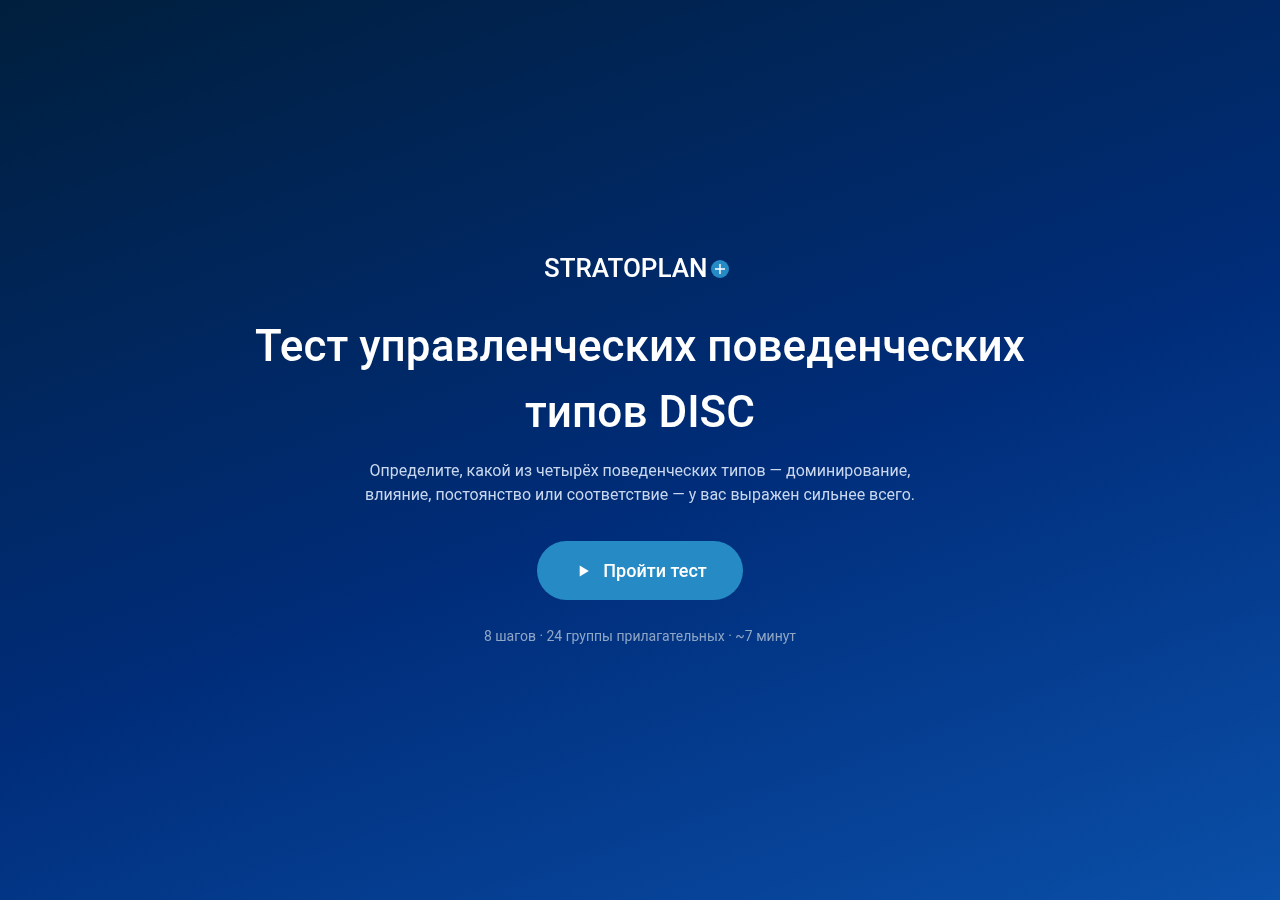 STRATOPLAN+
Тест управленческих поведенческих
типов DISC
Определите, какой из четырёх поведенческих типов — доминирование,
влияние, постоянство или соответствие — у вас выражен сильнее всего.
Пройти тест
8 шагов · 24 группы прилагательных · ~7 минут